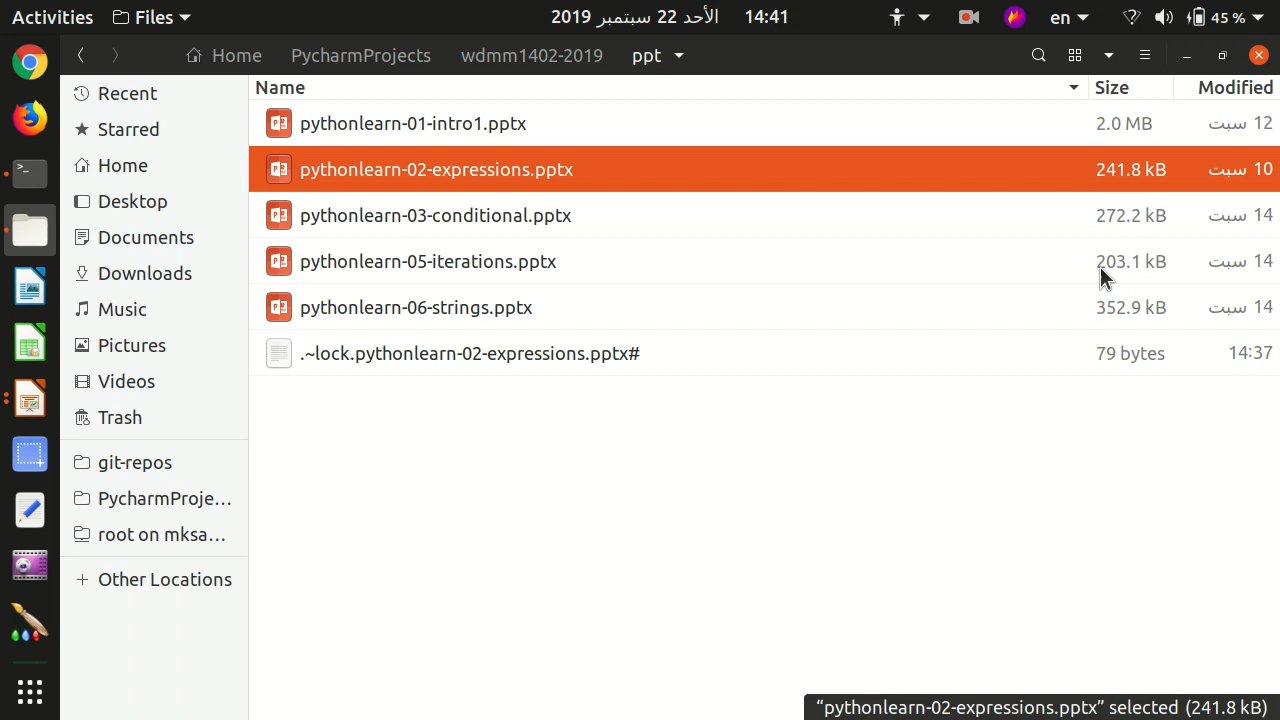 Activities Files الأحد 22 سبتمبر 2019 14:41 en 45 %
Home PycharmProjects wdmm1402-2019 ppt
Recent
Starred
Home
Desktop
Documents
Downloads
Music
Pictures
Videos
Trash
git-repos
PycharmProje...
root on mksa...
+ Other Locations
Name Size Modified
pythonlearn-01-intro1.pptx 2.0 MB 12 سبت
pythonlearn-02-expressions.pptx 241.8 kB 10 سبت
pythonlearn-03-conditional.pptx 272.2 kB 14 سبت
pythonlearn-05-iterations.pptx 203.1 kB 14 سبت
pythonlearn-06-strings.pptx 352.9 kB 14 سبت
.~lock.pythonlearn-02-expressions.pptx# 79 bytes 14:37
“pythonlearn-02-expressions.pptx” selected (241.8 kB)